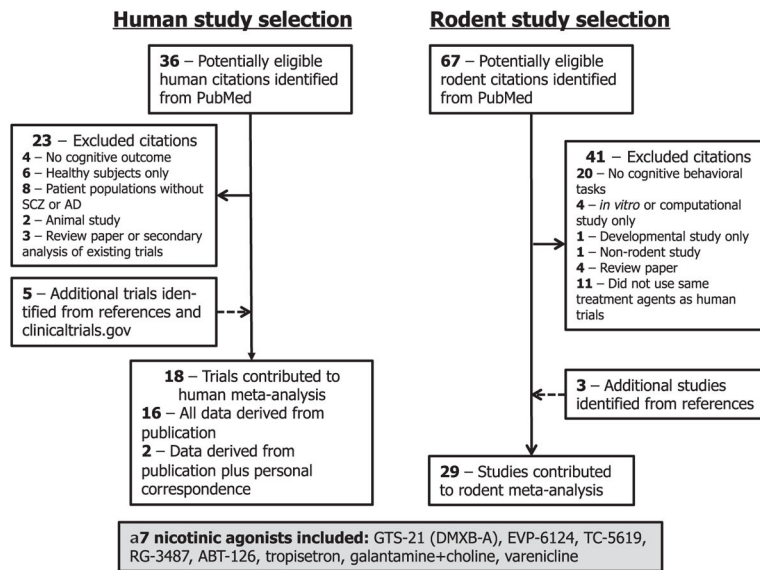 Human study selection
36 – Potentially eligible
human citations identified
from PubMed
23 – Excluded citations
4 – No cognitive outcome
6 – Healthy subjects only
8 – Patient populations without
SCZ or AD
2 – Animal study
3 – Review paper or secondary
analysis of existing trials
5 – Additional trials iden-
tified from references and
clinicaltrials.gov
18 – Trials contributed to
human meta-analysis
16 – All data derived from
publication
2 – Data derived from
publication plus personal
correspondence
Rodent study selection
67 – Potentially eligible
rodent citations identified
from PubMed
41 – Excluded citations
20 – No cognitive behavioral
tasks
4 – in vitro or computational
study only
1 – Developmental study only
1 – Non-rodent study
4 – Review paper
11 – Did not use same
treatment agents as human
trials
3 – Additional studies
identified from references
29 – Studies contributed
to rodent meta-analysis
a7 nicotinic agonists included: GTS-21 (DMXB-A), EVP-6124, TC-5619,
RG-3487, ABT-126, tropisetron, galantamine+choline, varenicline